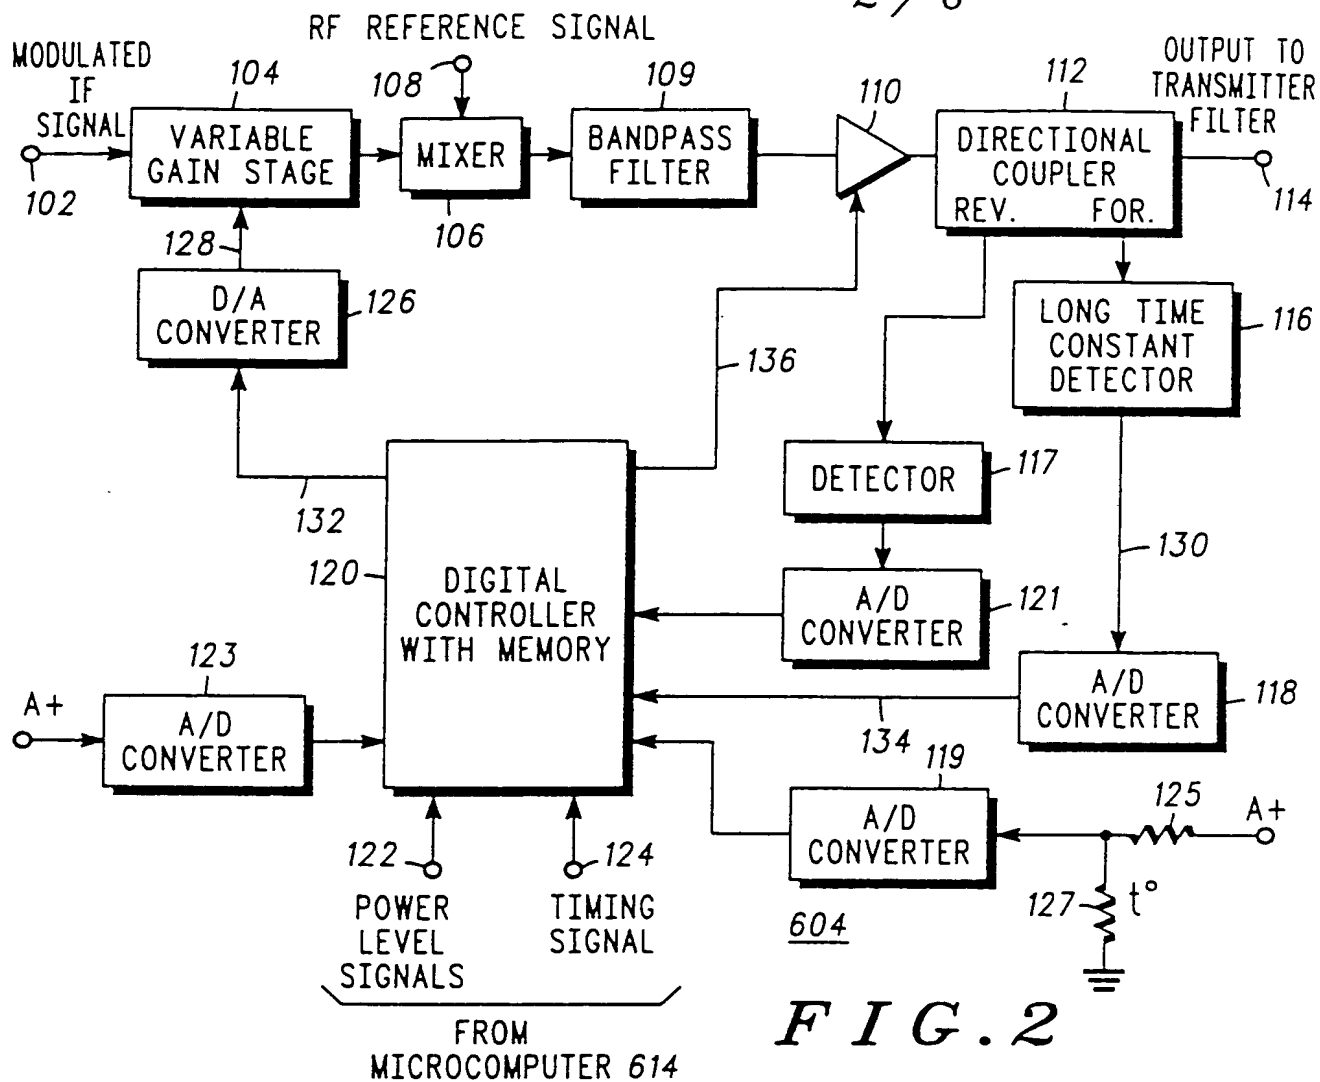 2/6
RF REFERENCE SIGNAL
MODULATED
IF
SIGNAL
102
104
VARIABLE
GAIN STAGE
108
MIXER
106
109
BANDPASS
FILTER
110
112
DIRECTIONAL
COUPLER
REV. FOR.
OUTPUT TO
TRANSMITTER
FILTER
114
128
D/A
CONVERTER
126
LONG TIME
CONSTANT
DETECTOR
116
136
132
DETECTOR
117
130
120
DIGITAL
CONTROLLER
WITH MEMORY
A/D
CONVERTER
121
123
A+
A/D
CONVERTER
A/D
CONVERTER
118
134
119
A/D
CONVERTER
125
A+
127
t°
122
124
POWER
LEVEL
SIGNALS
TIMING
SIGNAL
604
FROM
MICROCOMPUTER 614
FIG.2